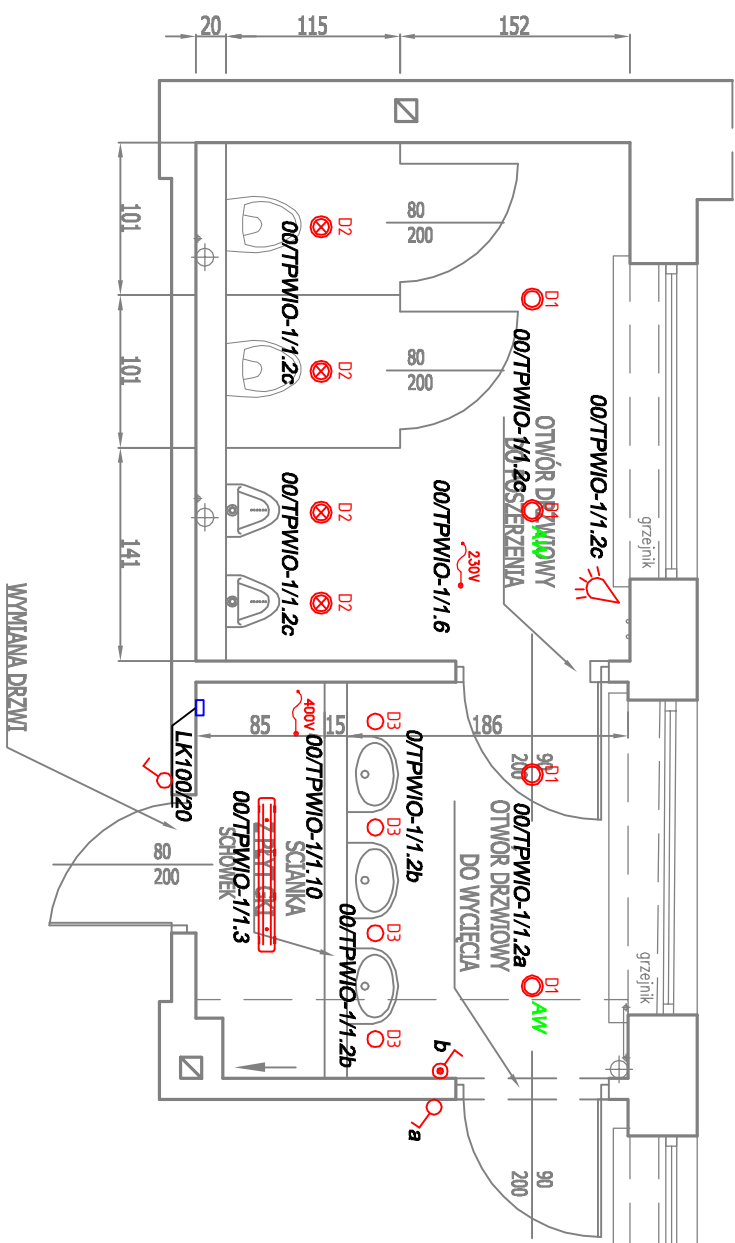 20
115
152
101
101
141
80
200
80
200
D2
D2
D2
D2
D1
D1
D1
D1
00/TPWIO-1/1.2c
00/TPWIO-1/1.2c
00/TPWIO-1/1.2c
00/TPWIO-1/1.2c
OTWÓR DRZWIOWY
DO POSZERZENIA
AW
grzejnik
230V
00/TPWIO-1/1.6
WYMIANA DRZWI
LK100/20
85
15
186
90
200
400V
00/TPWIO-1/1.10
D3
D3
D3
D3
0/TPWIO-1/1.2b
00/TPWIO-1/1.2b
00/TPWIO-1/1.2a
OTWÓR DRZWIOWY
DO WYCIĘCIA
ŚCIANKA
Z PŁYT GKI
SCHOWEK
00/TPWIO-1/1.3
80
200
AW
grzejnik
b
a
90
200